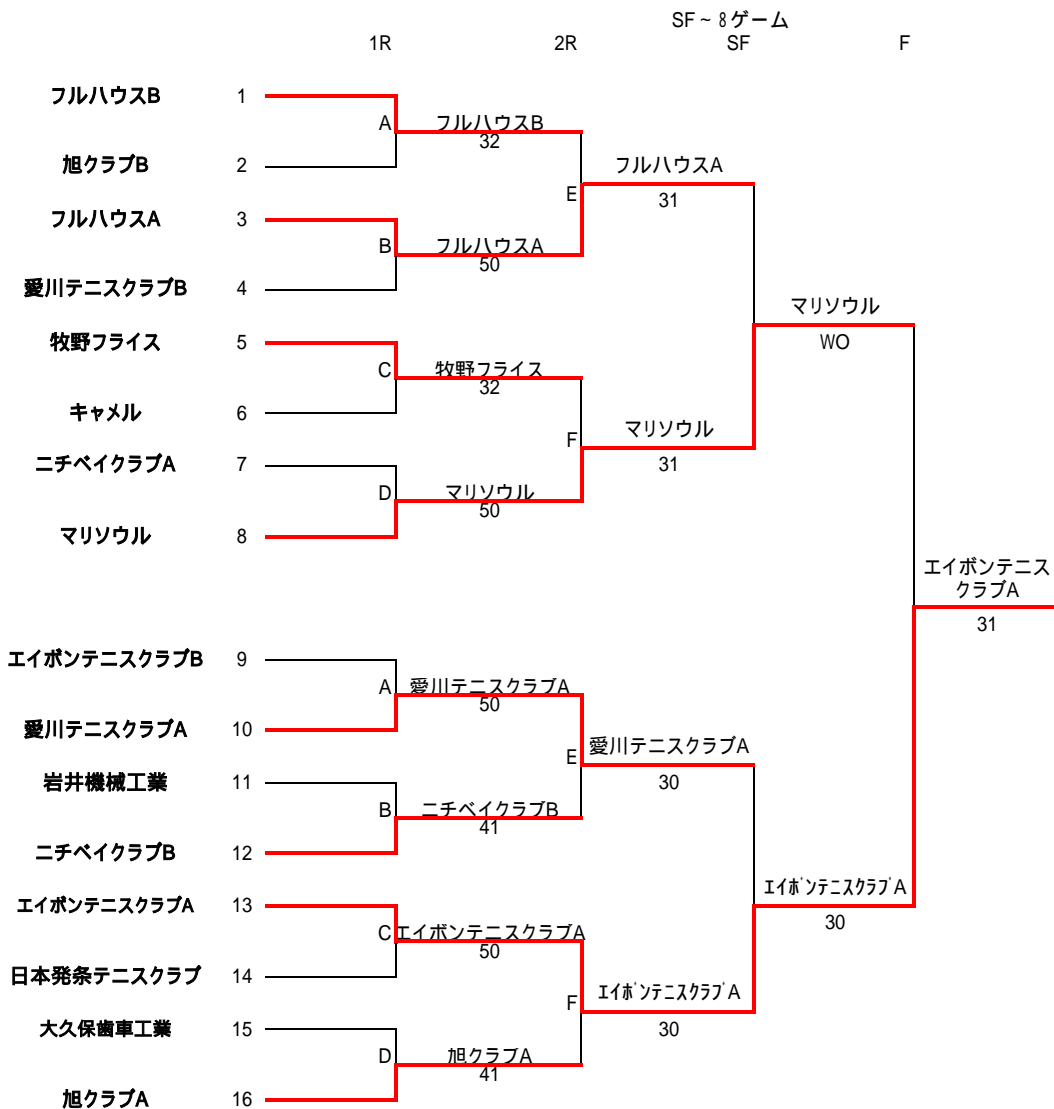 SF~8ゲーム
1R 2R SF F
フルハウスB 1
A フルハウスB
32
旭クラブB 2
フルハウスA
E
31
フルハウスA 3
B フルハウスA
50
愛川テニスクラブB 4
マリソウル
WO
牧野フライス 5
C 牧野フライス
32
キャメル 6
マリソウル
F
31
ニチベイクラブA 7
D マリソウル
50
マリソウル 8
エイボンテニス
クラブA
31
エイボンテニスクラブB 9
A 愛川テニスクラブA
50
愛川テニスクラブA 10
愛川テニスクラブA
E
30
岩井機械工業 11
B ニチベイクラブB
41
ニチベイクラブB 12
エイボンテニスクラブA
30
エイボンテニスクラブA 13
C エイボンテニスクラブA
50
日本発条テニスクラブ 14
エイボンテニスクラブA
F
30
大久保歯車工業 15
D 旭クラブA
41
旭クラブA 16